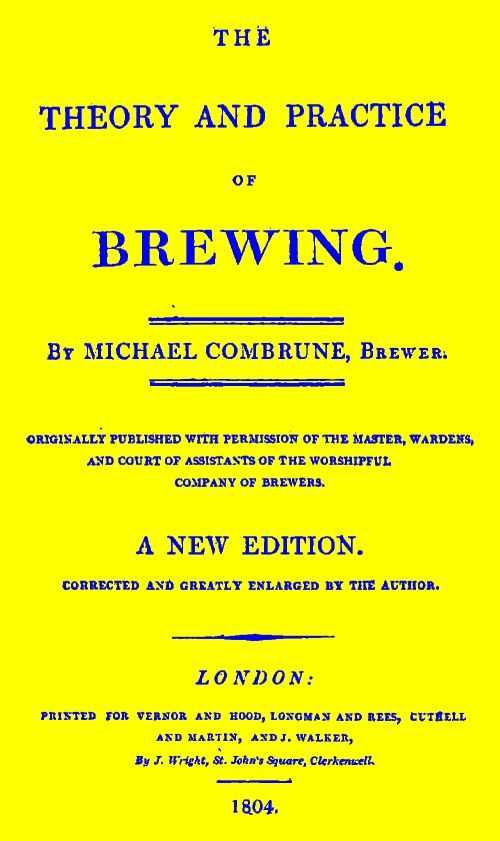 THE
THEORY AND PRACTICE
OF
BREWING.
By MICHAEL COMBRUNE, Brewer.
ORIGINALLY PUBLISHED WITH PERMISSION OF THE MASTER, WARDENS,
AND COURT OF ASSISTANTS OF THE WORSHIPFUL
COMPANY OF BREWERS.
A NEW EDITION.
CORRECTED AND GREATLY ENLARGED BY THE AUTHOR.
LONDON:
PRINTED FOR VERNOR AND HOOD, LONGMAN AND REES, CUTHELL
AND MARTIN, AND J. WALKER,
By J. Wright, St. John's Square, Clerkenwell.
1804.